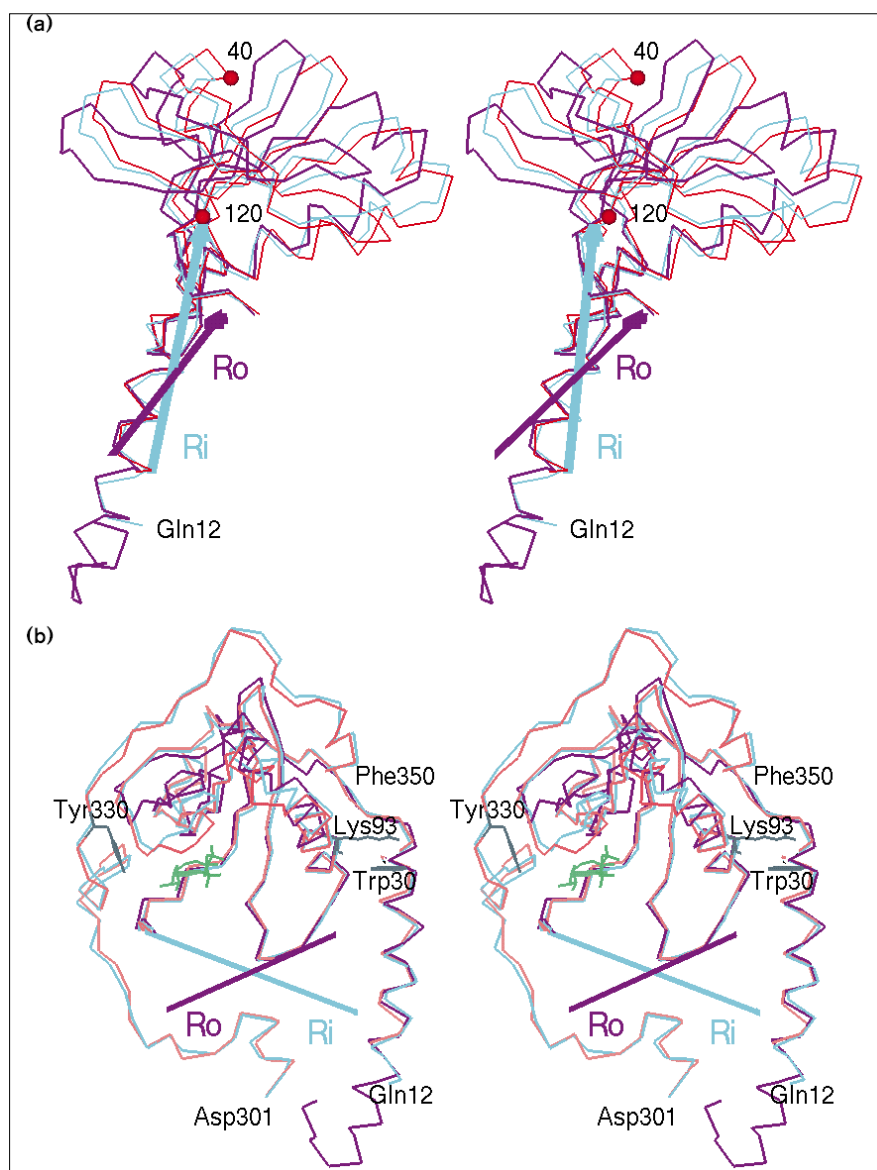 (a)
40
40
120
120
Ro
Ro
Ri
Ri
Gln12
Gln12
(b)
Phe350
Phe350
Tyr330
Tyr330
Lys93
Lys93
Trp30
Trp30
Ro
Ri
Ro
Ri
Gln12
Gln12
Asp301
Asp301